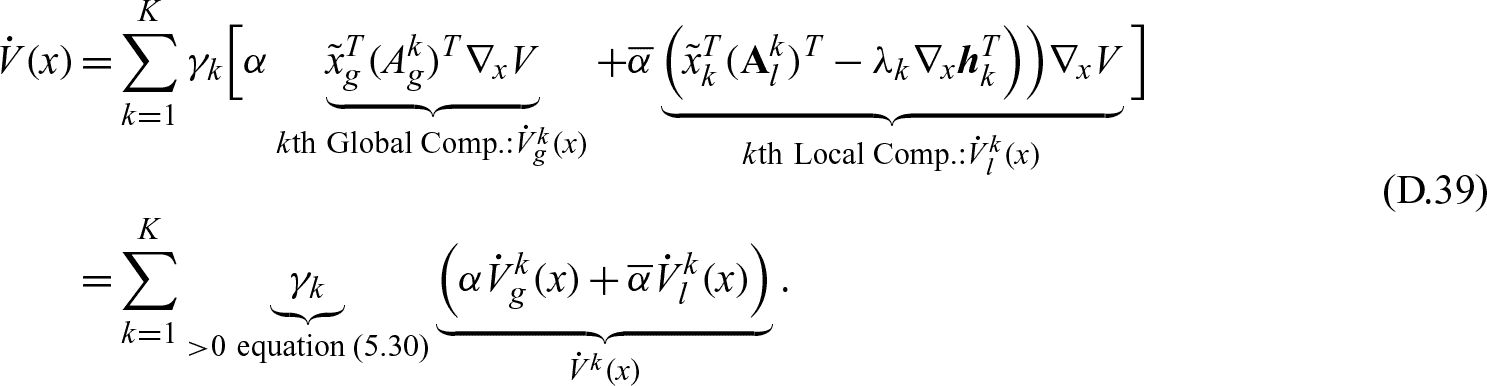 V̇(x) = ∑_{k=1}^{K} γ_k [ α x̃_g^T (A_g^k)^T ∇_x V + α̅ ( x̃_k^T (𝐀_l^k)^T − λ_k ∇_x 𝒉_k^T ) ) ∇_x V ]
kth Global Comp.: V̇_g^k(x) kth Local Comp.: V̇_l^k(x)
(D.39)
= ∑_{k=1}^{K} γ_k ( α V̇_g^k(x) + α̅ V̇_l^k(x) ) .
>0 equation (5.30) V̇^k(x)